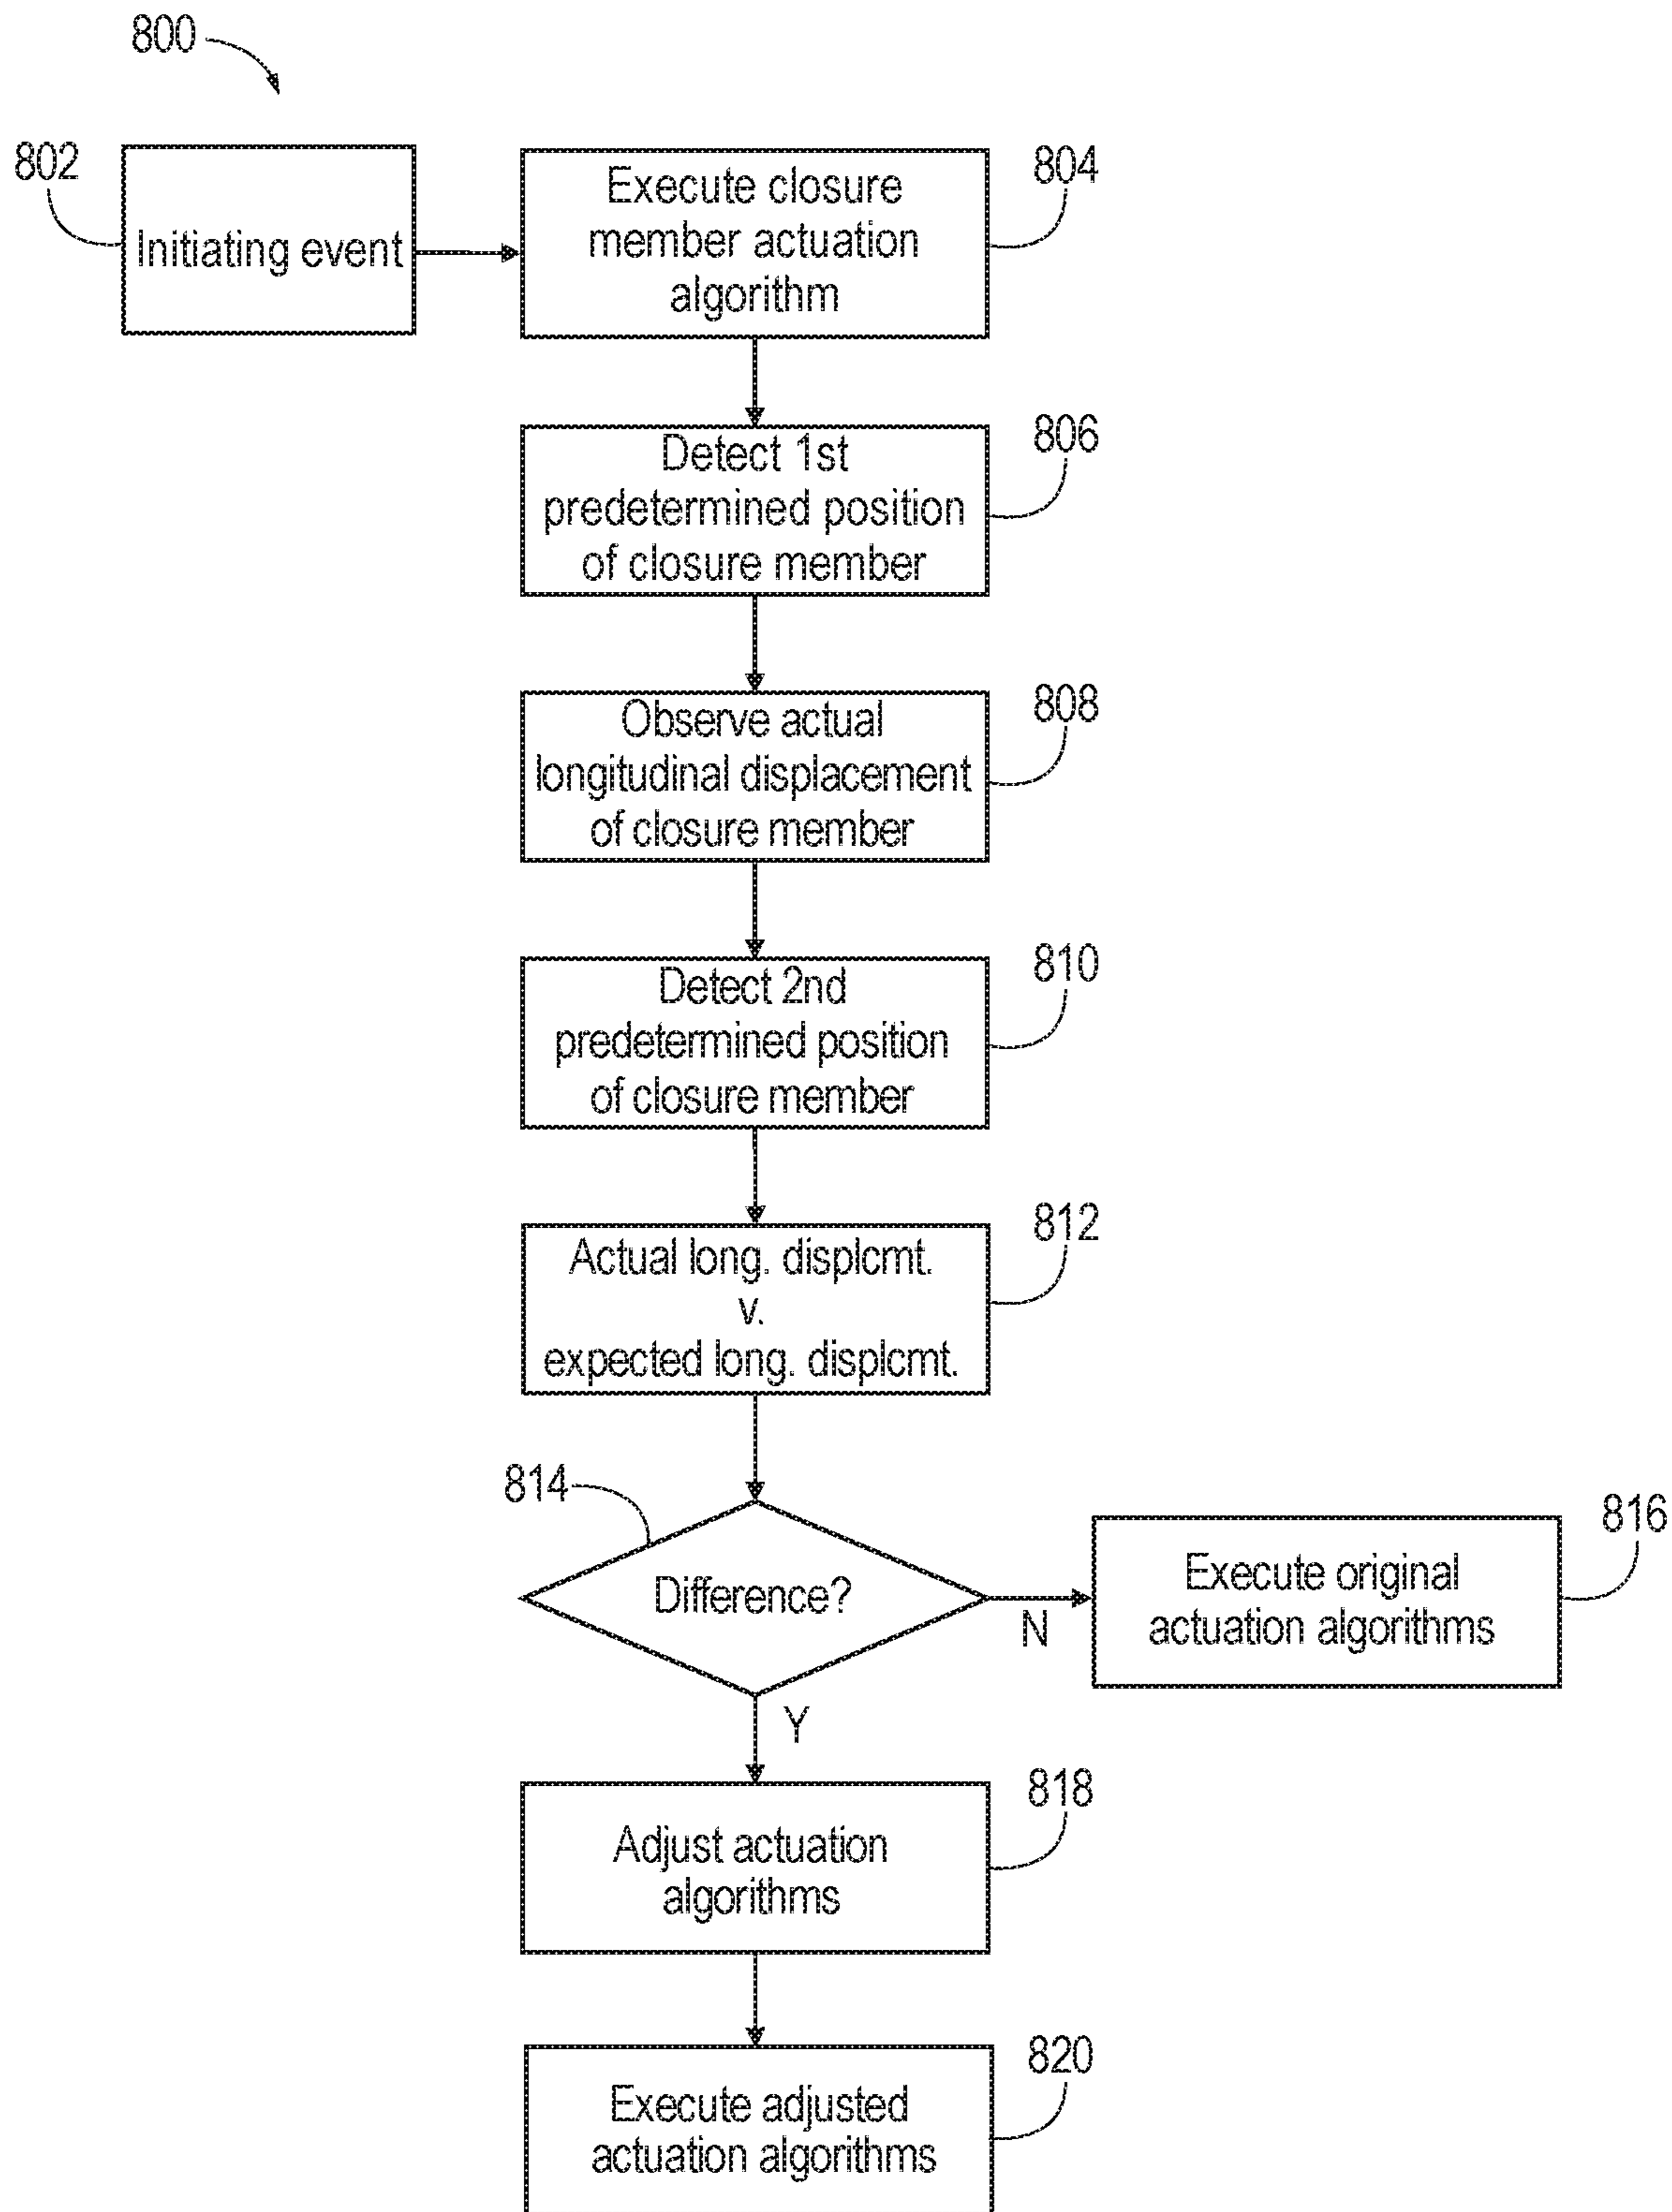 800
802
Initiating event
804
Execute closure
member actuation
algorithm
806
Detect 1st
predetermined position
of closure member
808
Observe actual
longitudinal displacement
of closure member
810
Detect 2nd
predetermined position
of closure member
812
Actual long. displcmt.
v.
expected long. displcmt.
814
Difference?
N
816
Execute original
actuation algorithms
Y
818
Adjust actuation
algorithms
820
Execute adjusted
actuation algorithms